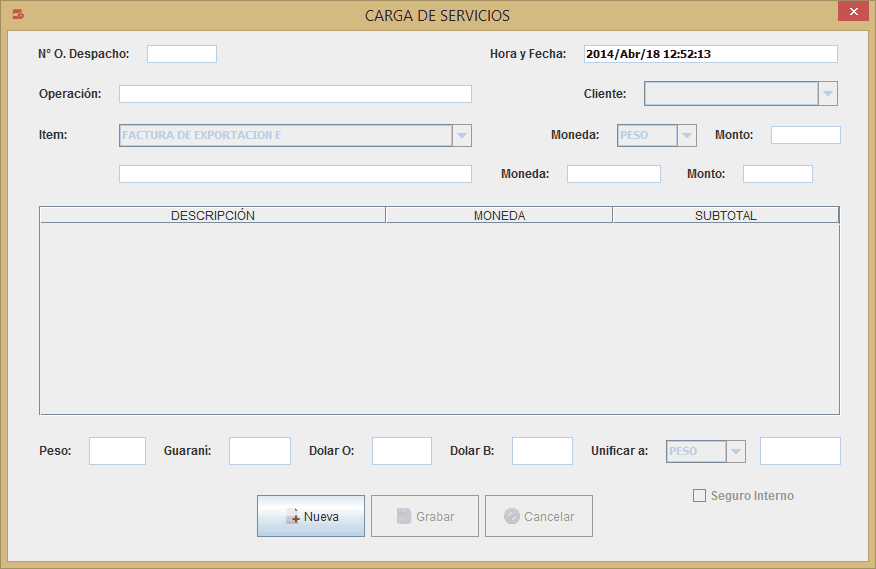 CARGA DE SERVICIOS
Nº O. Despacho: Hora y Fecha: 2014/Abr/18 12:52:13
Operación: Cliente:
Item: FACTURA DE EXPORTACION E Moneda: PESO Monto:
Moneda: Monto:
DESCRIPCIÓN MONEDA SUBTOTAL
Peso: Guaraní: Dolar O: Dolar B: Unificar a: PESO
Seguro Interno
Nueva Grabar Cancelar